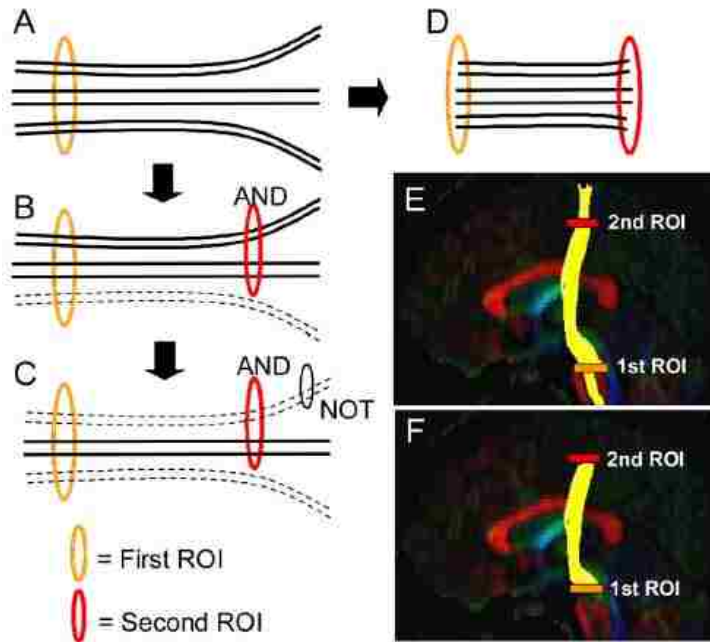 A
D
AND
B
E
2nd ROI
1st ROI
C
AND
NOT
F
2nd ROI
1st ROI
= First ROI
= Second ROI